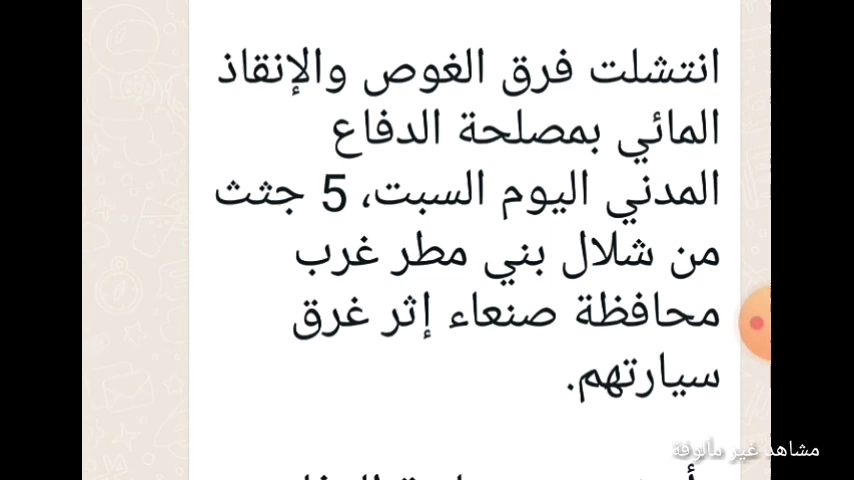 انتشلت فرق الغوص والإنقاذ
المائي بمصلحة الدفاع
المدني اليوم السبت، 5 جثث
من شلال بني مطر غرب
محافظة صنعاء إثر غرق
سيارتهم.
مشاهد غير مألوفة